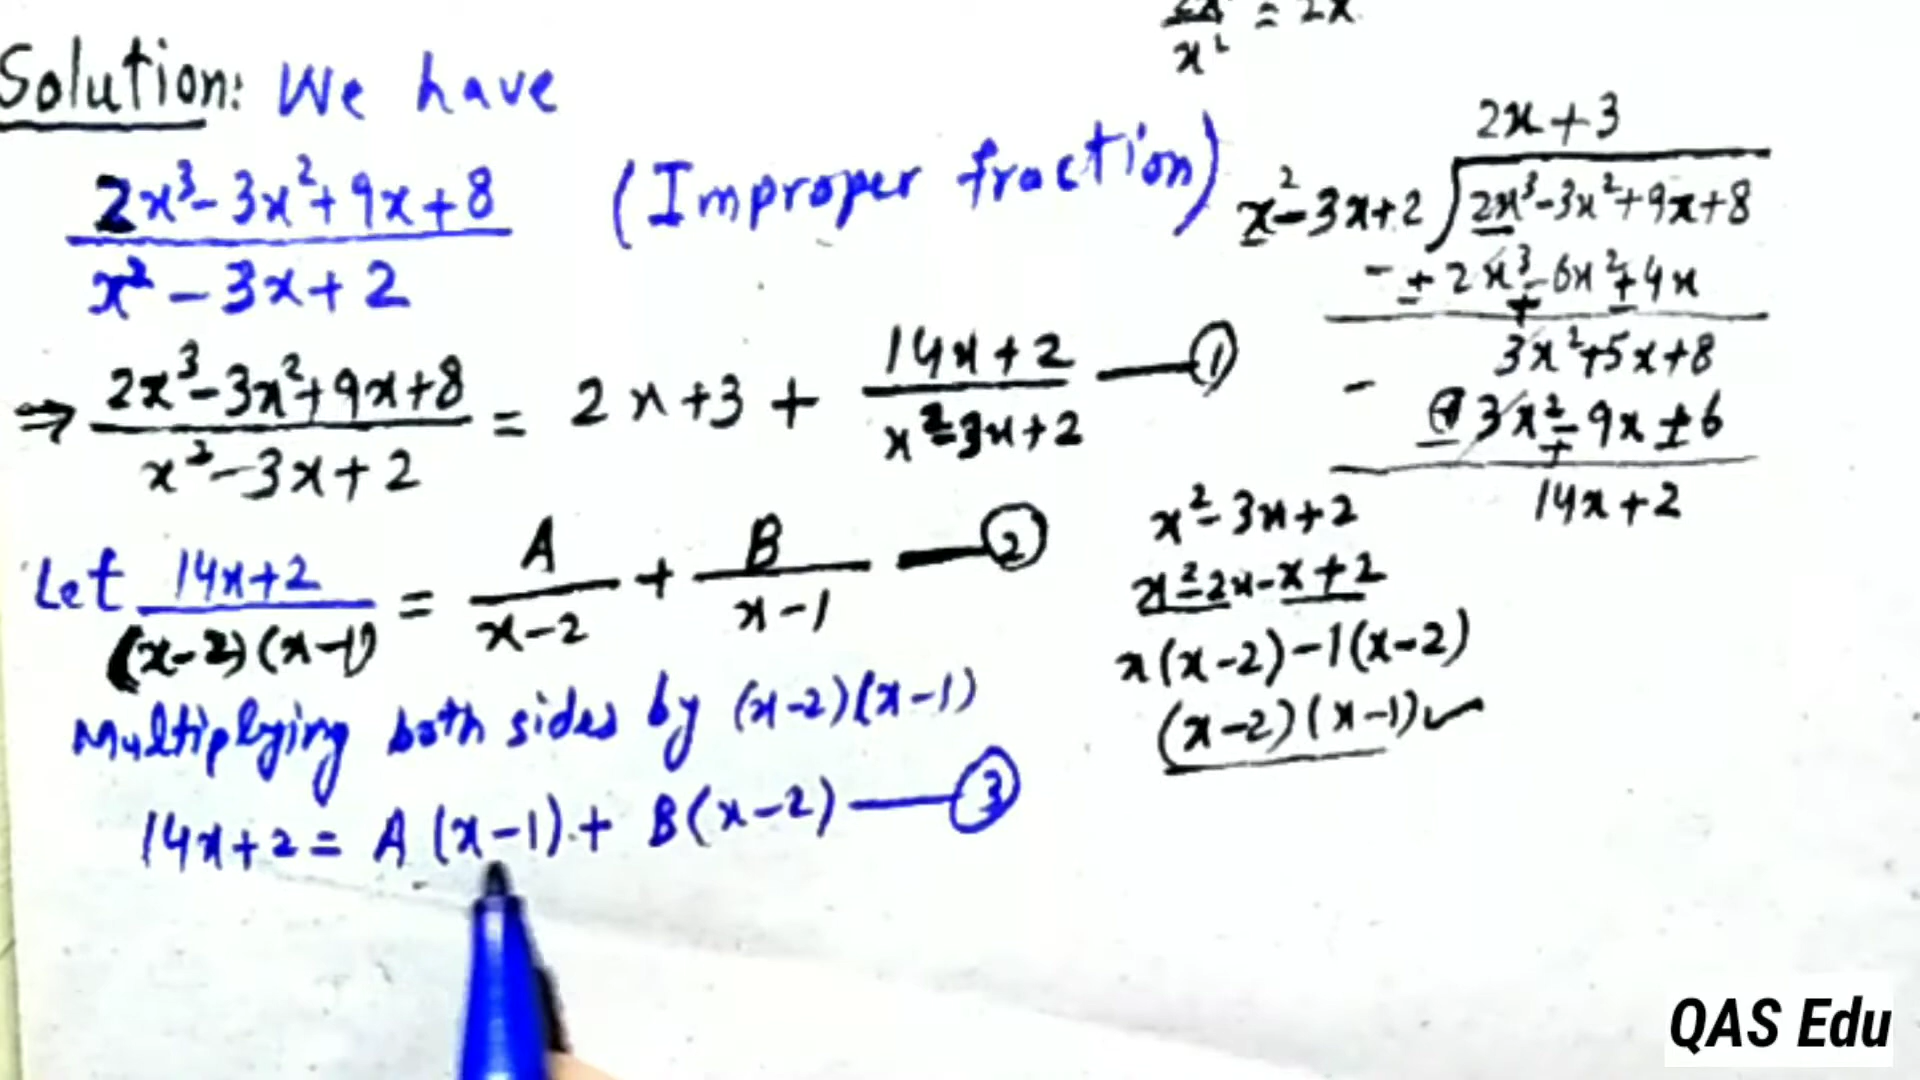 = 2x
x²
Solution: We have
2x³-3x²+9x+8 (Improper fraction)
x²-3x+2
⇒ 2x³-3x²+9x+8 = 2x+3 + 14x+2 —①
x²-3x+2 x²-3x+2
Let 14x+2 = A + B —②
(x-2)(x-1) x-2 x-1
Multiplying both sides by (x-2)(x-1)
14x+2 = A(x-1)+ B(x-2) —③
2x+3
x²-3x+2 2x³-3x²+9x+8
- + 2x³-6x²+4x
3x²+5x+8
- 3x²-9x+6
14x+2
x²-3x+2
x²-2x-x+2
x(x-2)-1(x-2)
(x-2)(x-1)✓
QAS Edu